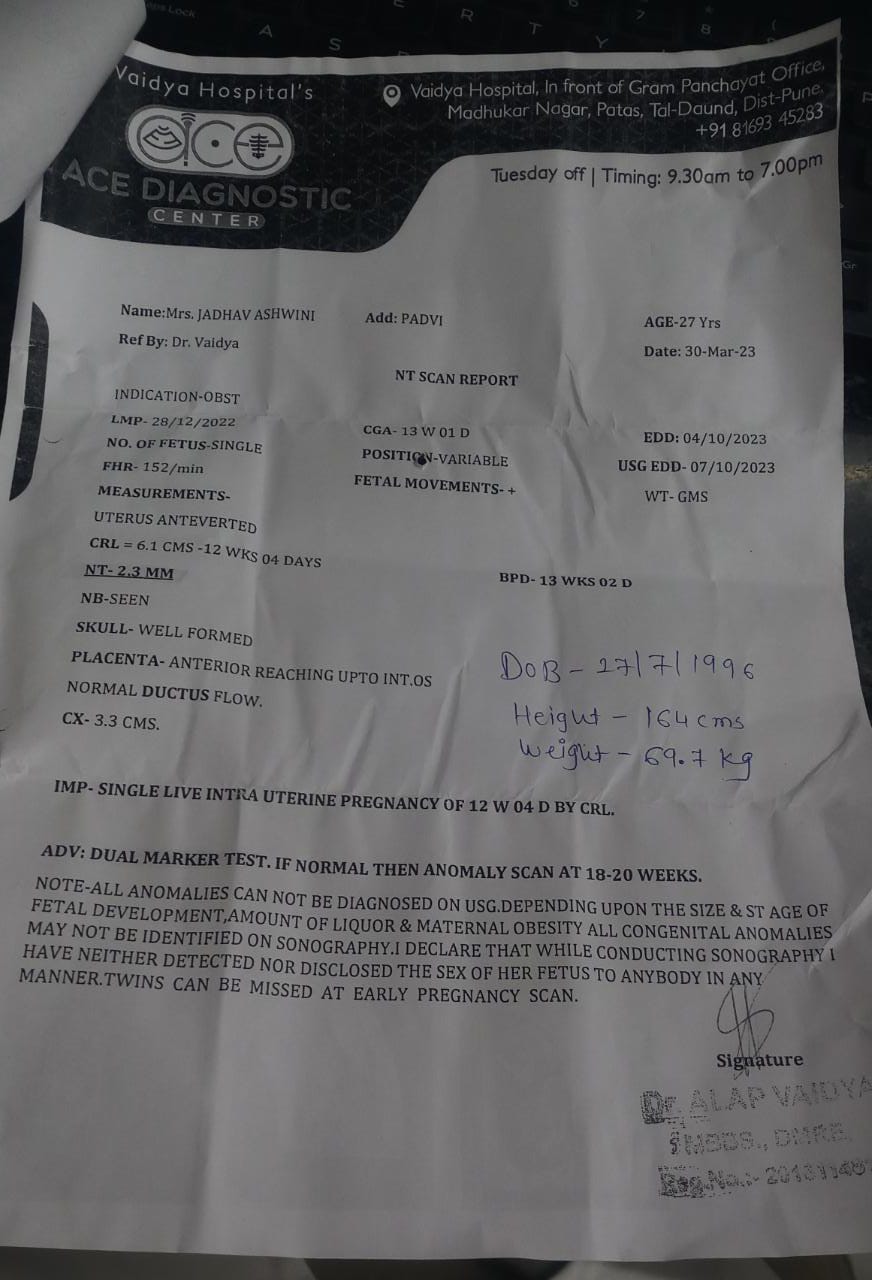 Vaidya Hospital's
ace
ACE DIAGNOSTIC
CENTER
Vaidya Hospital, In front of Gram Panchayat Office,
Madhukar Nagar, Patas, Tal-Daund, Dist-Pune,
+91 81693 45283
Tuesday off | Timing: 9.30am to 7.00pm
Name:Mrs. JADHAV ASHWINI Add: PADVI AGE-27 Yrs
Ref By: Dr. Vaidya Date: 30-Mar-23
NT SCAN REPORT
INDICATION-OBST
LMP- 28/12/2022 CGA- 13 W 01 D EDD: 04/10/2023
NO. OF FETUS-SINGLE POSITION-VARIABLE USG EDD- 07/10/2023
FHR- 152/min FETAL MOVEMENTS- + WT- GMS
MEASUREMENTS-
UTERUS ANTEVERTED
CRL = 6.1 CMS -12 WKS 04 DAYS
NT- 2.3 MM BPD- 13 WKS 02 D
NB-SEEN
SKULL- WELL FORMED
PLACENTA- ANTERIOR REACHING UPTO INT.OS
NORMAL DUCTUS FLOW.
CX- 3.3 CMS.
DoB - 27/7/1996
Height - 164 cms
Weight - 69.7 kg
IMP- SINGLE LIVE INTRA UTERINE PREGNANCY OF 12 W 04 D BY CRL.
ADV: DUAL MARKER TEST. IF NORMAL THEN ANOMALY SCAN AT 18-20 WEEKS.
NOTE-ALL ANOMALIES CAN NOT BE DIAGNOSED ON USG.DEPENDING UPON THE SIZE & ST AGE OF
FETAL DEVELOPMENT,AMOUNT OF LIQUOR & MATERNAL OBESITY ALL CONGENITAL ANOMALIES
MAY NOT BE IDENTIFIED ON SONOGRAPHY.I DECLARE THAT WHILE CONDUCTING SONOGRAPHY I
HAVE NEITHER DETECTED NOR DISCLOSED THE SEX OF HER FETUS TO ANYBODY IN ANY
MANNER.TWINS CAN BE MISSED AT EARLY PREGNANCY SCAN.
Signature
Dr. ALAP VAIDYA
MBBS., DMRE.
Reg.No.:-